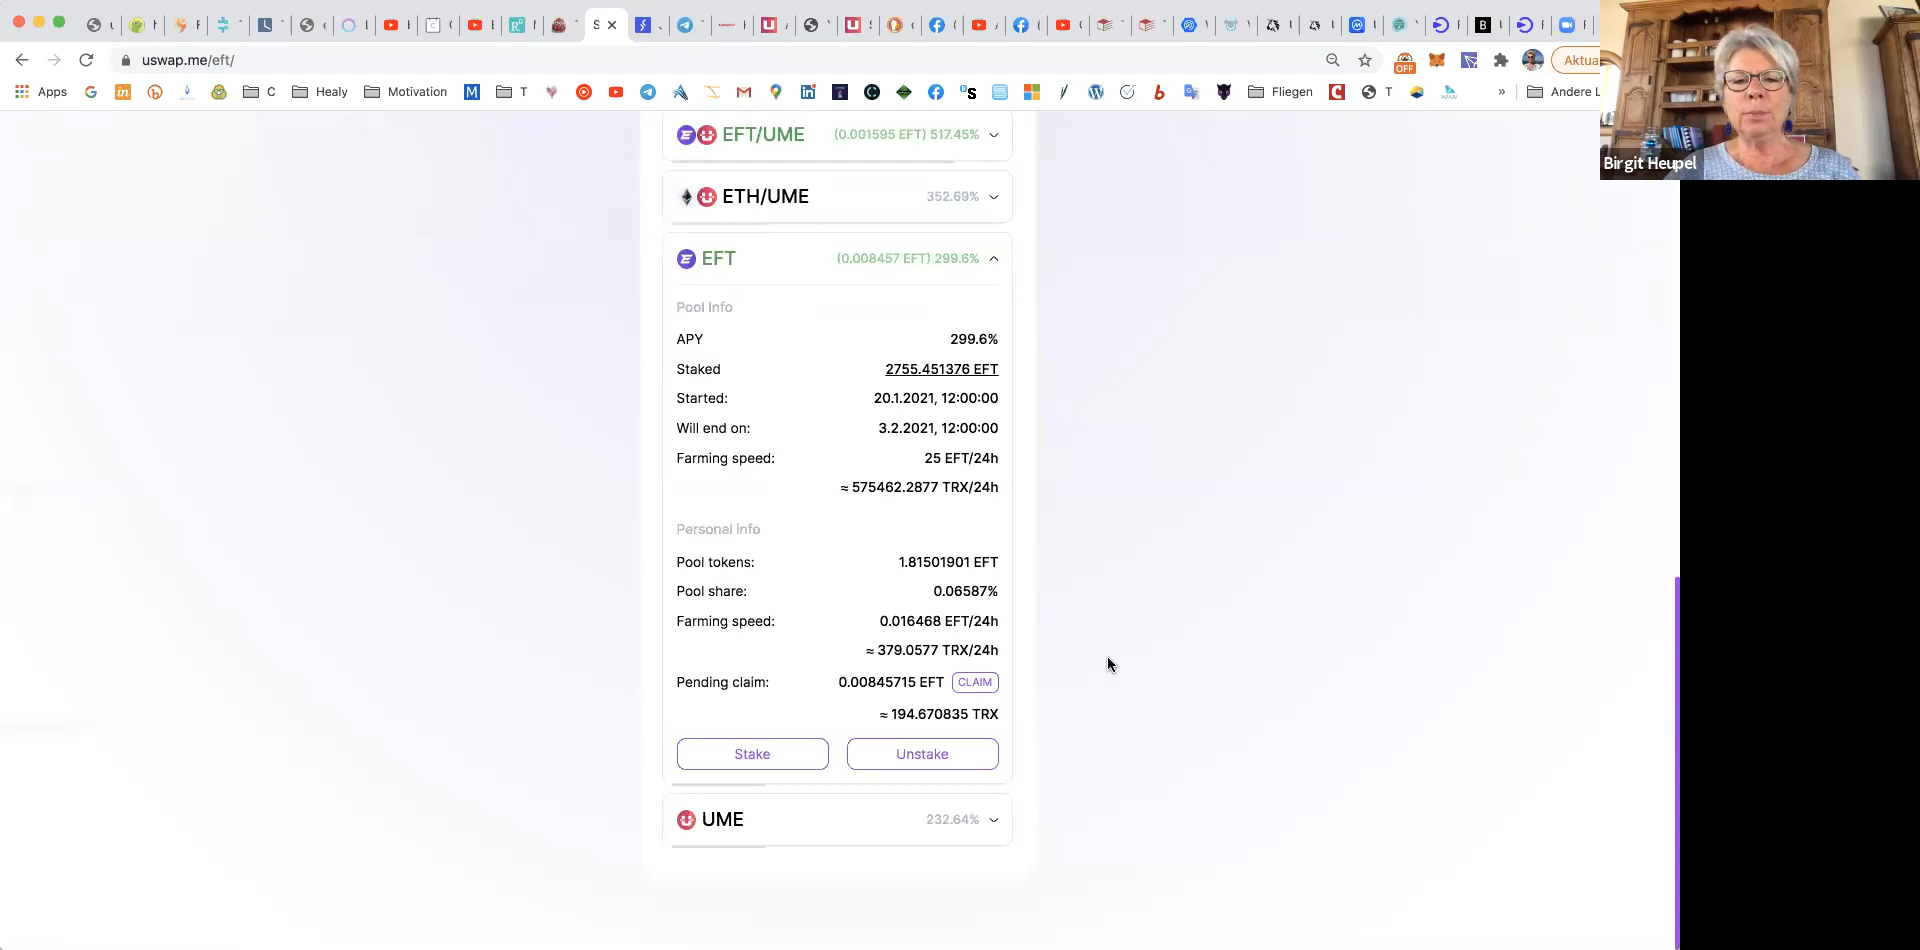 uswap.me/eft/
OFF
Aktua
Apps
C
Healy
Motivation
T
Fliegen
T
»
Andere L
Birgit Heupel
EFT/UME (0.001595 EFT) 517.45%
ETH/UME 352.69%
EFT (0.008457 EFT) 299.6%
Pool Info
APY 299.6%
Staked 2755.451376 EFT
Started: 20.1.2021, 12:00:00
Will end on: 3.2.2021, 12:00:00
Farming speed: 25 EFT/24h
≈ 575462.2877 TRX/24h
Personal info
Pool tokens: 1.81501901 EFT
Pool share: 0.06587%
Farming speed: 0.016468 EFT/24h
≈ 379.0577 TRX/24h
Pending claim: 0.00845715 EFT CLAIM
≈ 194.670835 TRX
Stake Unstake
UME 232.64%